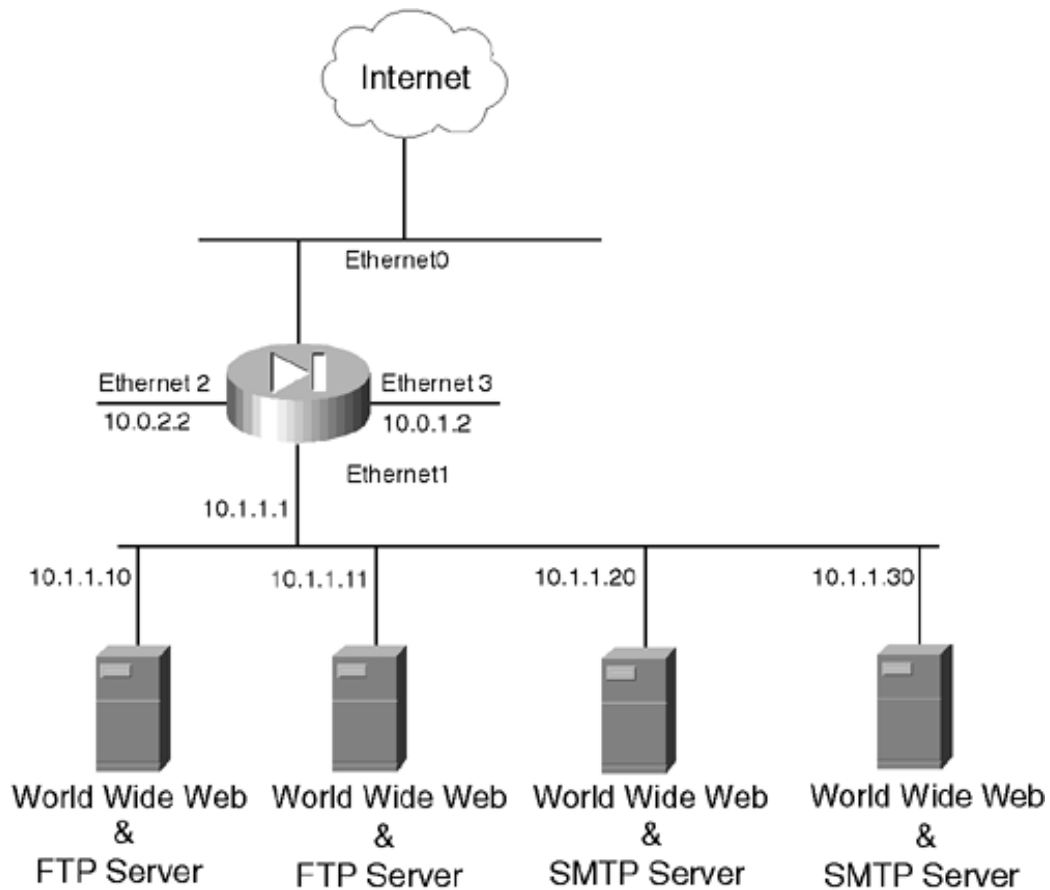 Internet
Ethernet0
Ethernet 2
Ethernet 3
10.0.2.2
10.0.1.2
Ethernet1
10.1.1.1
10.1.1.10
10.1.1.11
10.1.1.20
10.1.1.30
World Wide Web
&
FTP Server
World Wide Web
&
FTP Server
World Wide Web
&
SMTP Server
World Wide Web
&
SMTP Server